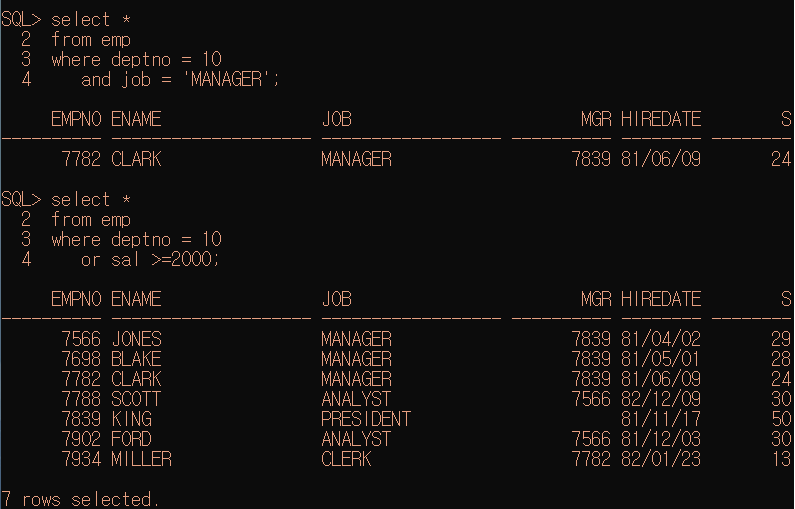 SQL> select *
  2  from emp
  3  where deptno = 10
  4     and job = 'MANAGER';
     EMPNO ENAME                JOB                       MGR HIREDATE        S
---------- -------------------- ------------------ ---------- -------- --------
      7782 CLARK                MANAGER                  7839 81/06/09       24
SQL> select *
  2  from emp
  3  where deptno = 10
  4     or sal >=2000;
     EMPNO ENAME                JOB                       MGR HIREDATE        S
---------- -------------------- ------------------ ---------- -------- --------
      7566 JONES                MANAGER                  7839 81/04/02       29
      7698 BLAKE                MANAGER                  7839 81/05/01       28
      7782 CLARK                MANAGER                  7839 81/06/09       24
      7788 SCOTT                ANALYST                  7566 82/12/09       30
      7839 KING                 PRESIDENT                     81/11/17       50
      7902 FORD                 ANALYST                  7566 81/12/03       30
      7934 MILLER               CLERK                    7782 82/01/23       13
7 rows selected.